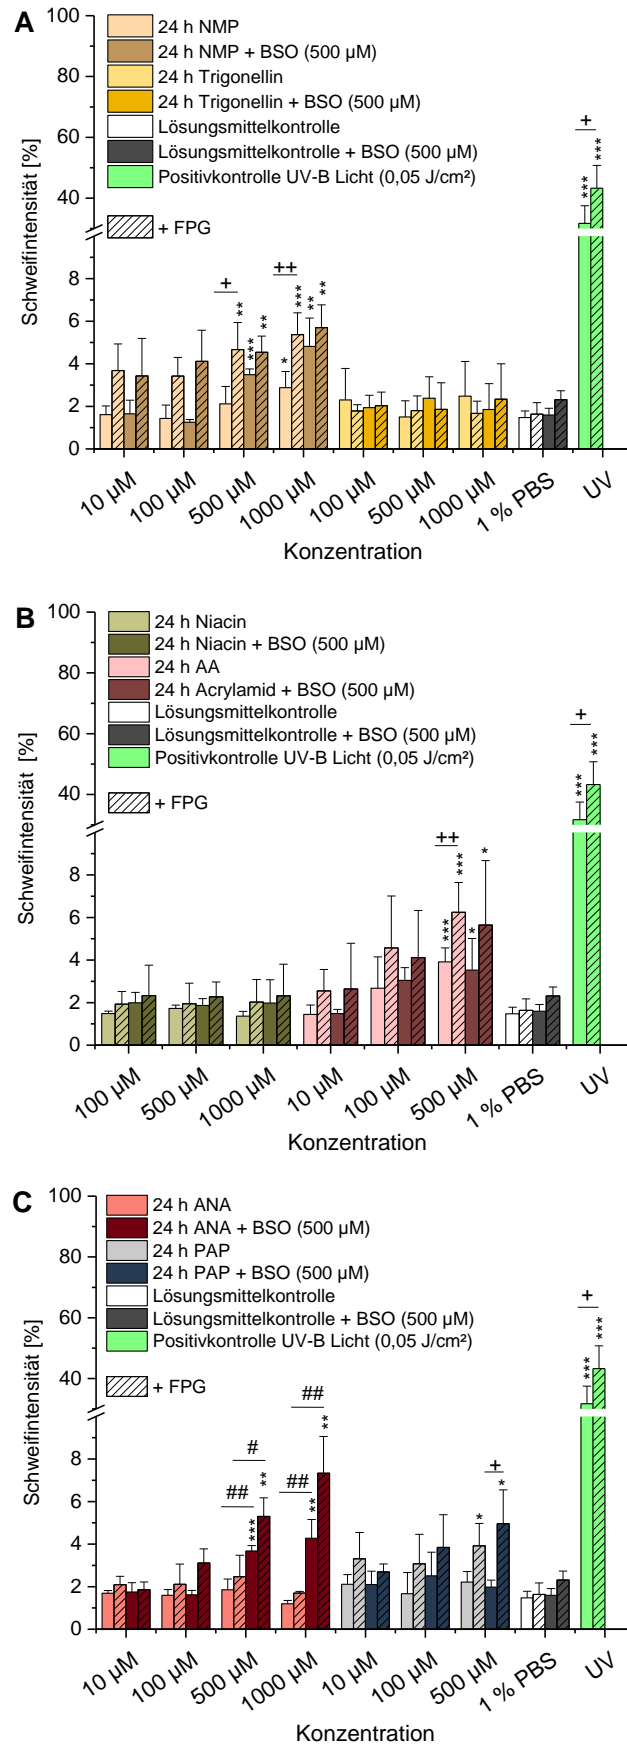 A
Schweifintensität [%]
100
80
60
40
8
6
4
2
0
24 h NMP
24 h NMP + BSO (500 µM)
24 h Trigonellin
24 h Trigonellin + BSO (500 µM)
Lösungsmittelkontrolle
Lösungsmittelkontrolle + BSO (500 µM)
Positivkontrolle UV-B Licht (0,05 J/cm²)
+ FPG
+
**
***
**
++
*
***
**
**
+
***
***
10 µM
100 µM
500 µM
1000 µM
100 µM
500 µM
1000 µM
1 % PBS
UV
Konzentration
B
Schweifintensität [%]
100
80
60
40
8
6
4
2
0
24 h Niacin
24 h Niacin + BSO (500 µM)
24 h AA
24 h Acrylamid + BSO (500 µM)
Lösungsmittelkontrolle
Lösungsmittelkontrolle + BSO (500 µM)
Positivkontrolle UV-B Licht (0,05 J/cm²)
+ FPG
++
***
***
*
*
+
***
***
100 µM
500 µM
1000 µM
10 µM
100 µM
500 µM
1 % PBS
UV
Konzentration
C
Schweifintensität [%]
100
80
60
40
8
6
4
2
0
24 h ANA
24 h ANA + BSO (500 µM)
24 h PAP
24 h PAP + BSO (500 µM)
Lösungsmittelkontrolle
Lösungsmittelkontrolle + BSO (500 µM)
Positivkontrolle UV-B Licht (0,05 J/cm²)
+ FPG
##
#
***
**
##
##
**
**
*
+
*
+
***
***
10 µM
100 µM
500 µM
1000 µM
10 µM
100 µM
500 µM
1 % PBS
UV
Konzentration